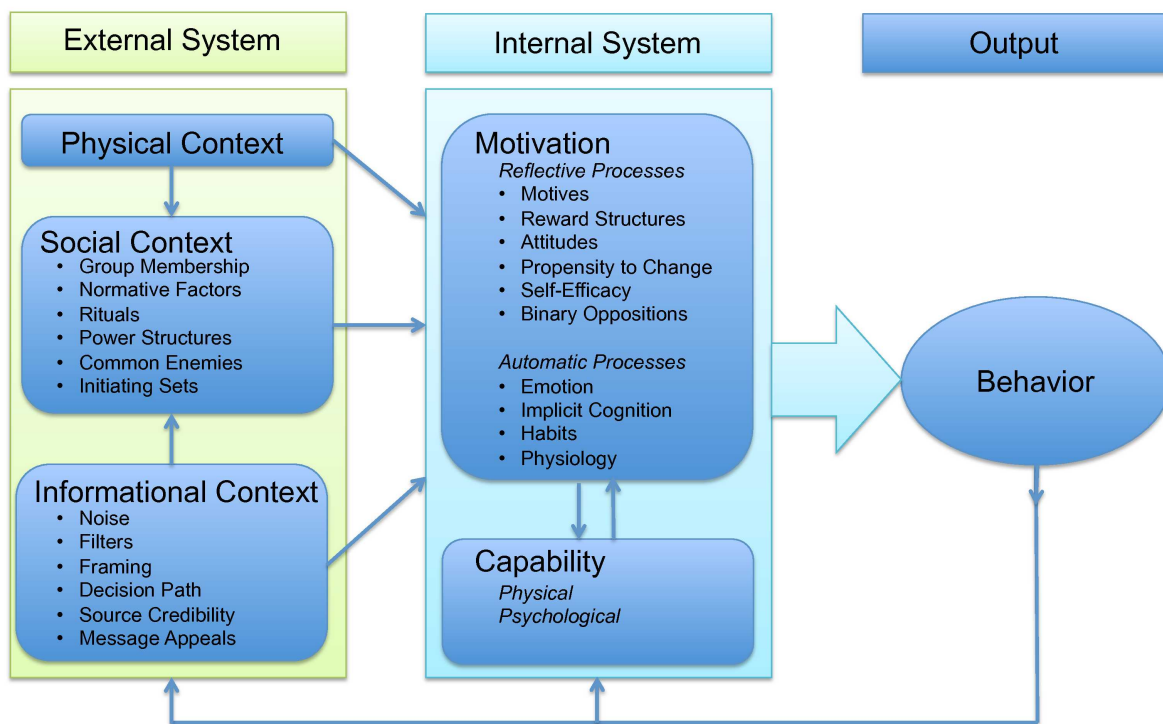 External System
Internal System
Output
Physical Context
Social Context
• Group Membership
• Normative Factors
• Rituals
• Power Structures
• Common Enemies
• Initiating Sets
Informational Context
• Noise
• Filters
• Framing
• Decision Path
• Source Credibility
• Message Appeals
Motivation
Reflective Processes
• Motives
• Reward Structures
• Attitudes
• Propensity to Change
• Self-Efficacy
• Binary Oppositions
Automatic Processes
• Emotion
• Implicit Cognition
• Habits
• Physiology
Capability
Physical
Psychological
Behavior